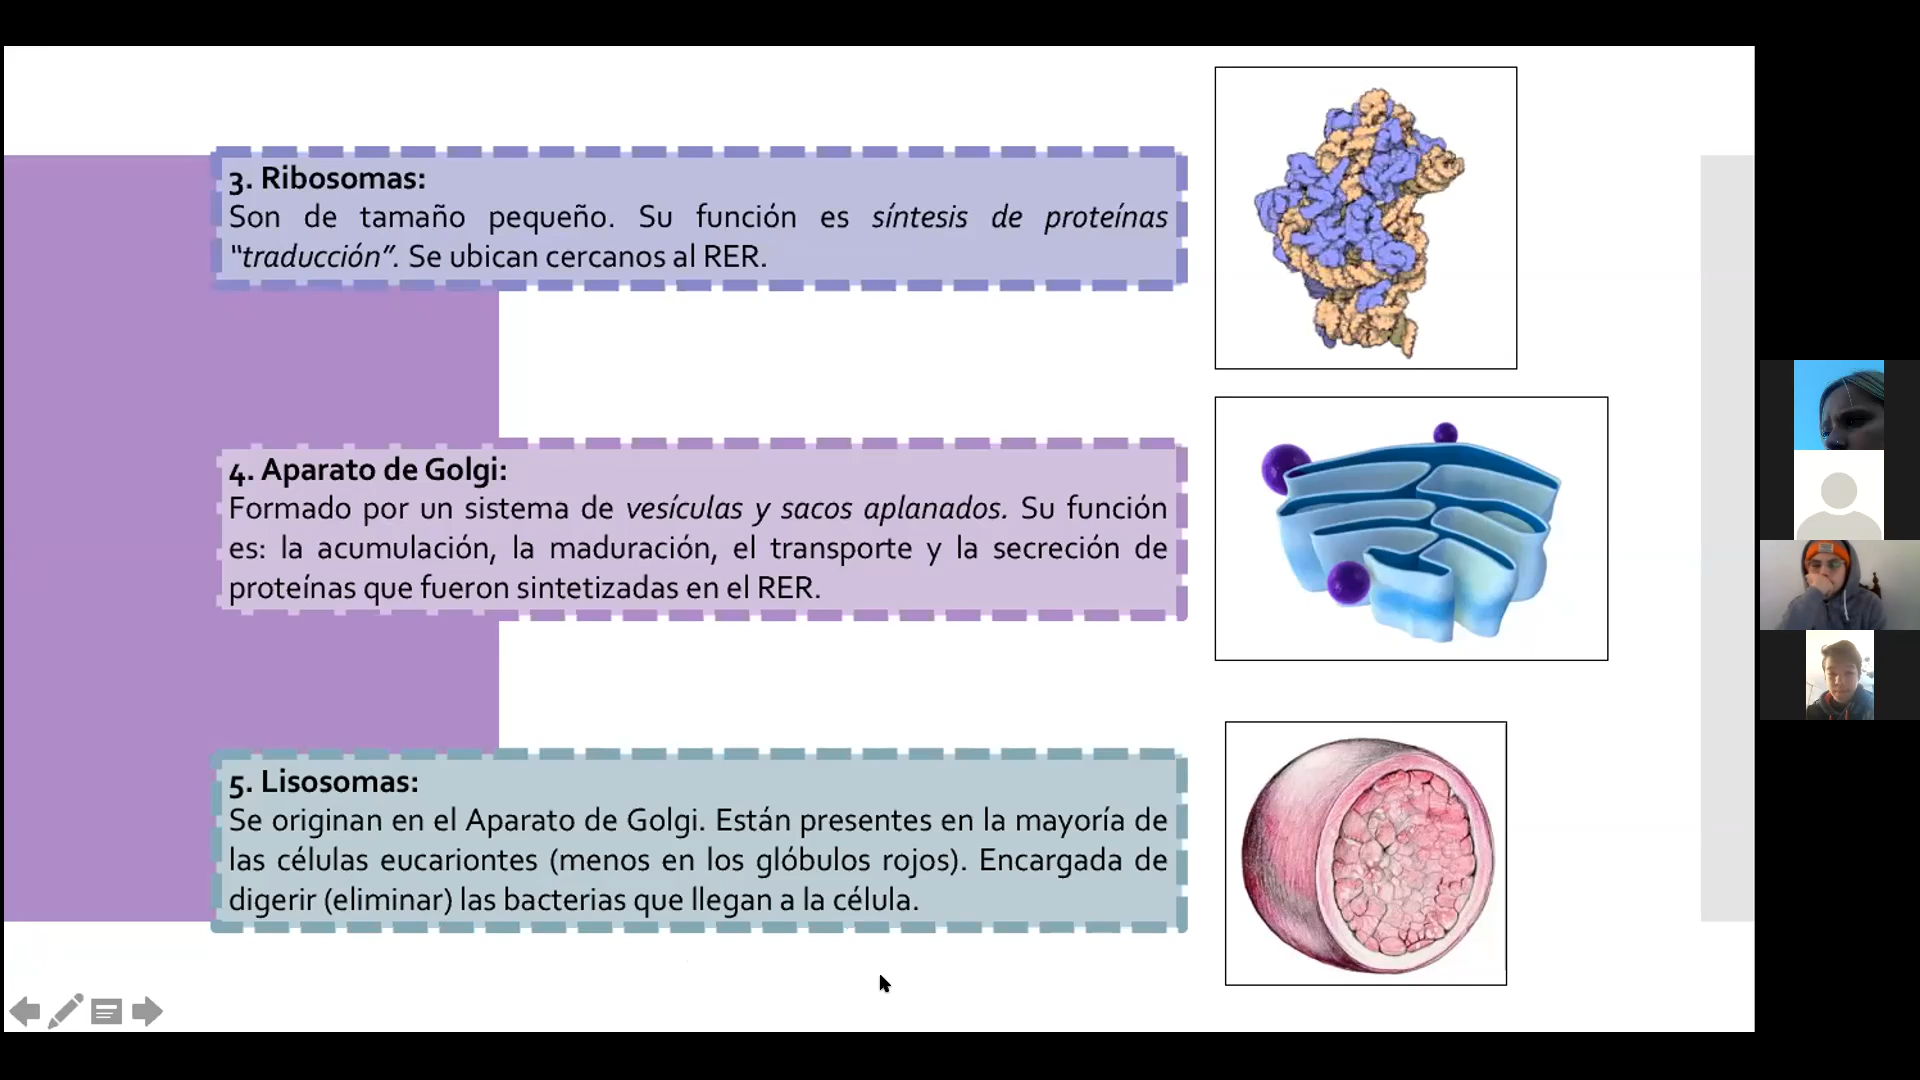 3. Ribosomas:
Son de tamaño pequeño. Su función es síntesis de proteínas
“traducción”. Se ubican cercanos al RER.
4. Aparato de Golgi:
Formado por un sistema de vesículas y sacos aplanados. Su función
es: la acumulación, la maduración, el transporte y la secreción de
proteínas que fueron sintetizadas en el RER.
5. Lisosomas:
Se originan en el Aparato de Golgi. Están presentes en la mayoría de
las células eucariontes (menos en los glóbulos rojos). Encargada de
digerir (eliminar) las bacterias que llegan a la célula.